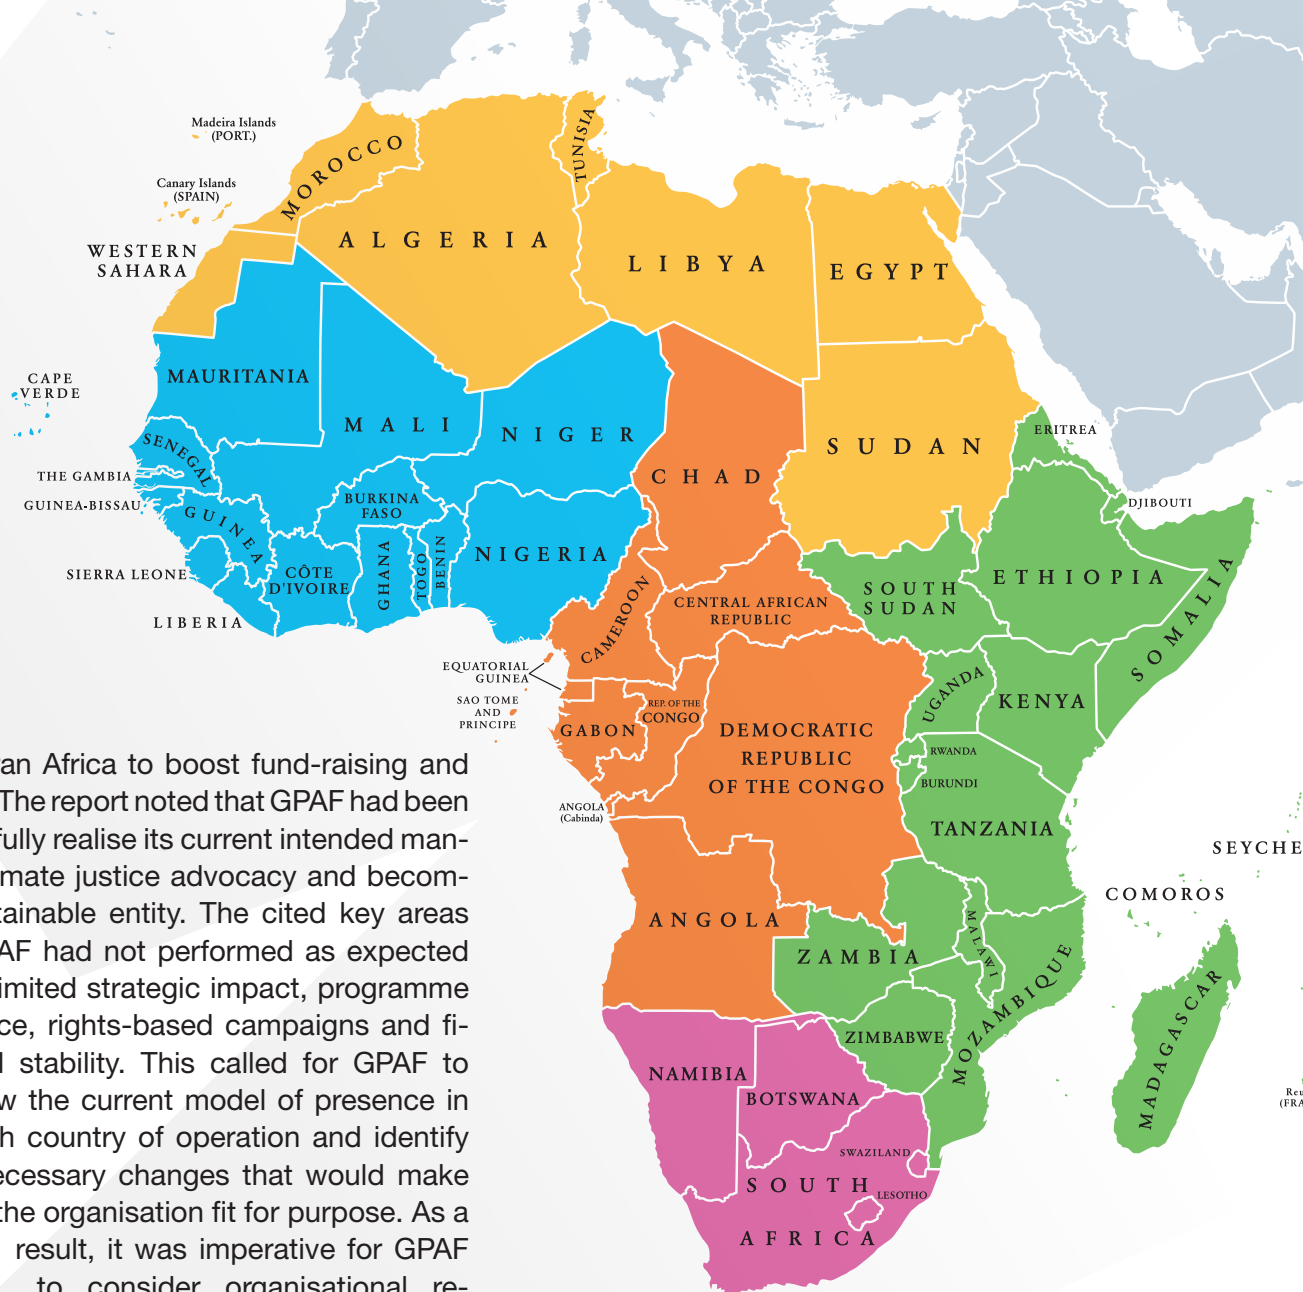 Madeira Islands
(PORT.)
Canary Islands
(SPAIN)
MOROCCO
TUNISIA
ALGERIA
LIBYA
EGYPT
WESTERN
SAHARA
CAPE
VERDE
MAURITANIA
MALI
NIGER
CHAD
SUDAN
ERITREA
SENEGAL
THE GAMBIA
GUINEA-BISSAU
GUINEA
BURKINA
FASO
DJIBOUTI
SIERRA LEONE
LIBERIA
CÔTE
D'IVOIRE
GHANA
TOGO
BENIN
NIGERIA
CAMEROON
CENTRAL AFRICAN
REPUBLIC
SOUTH
SUDAN
ETHIOPIA
SOMALIA
EQUATORIAL
GUINEA
SAO TOME
AND
PRINCIPE
GABON
REP. OF THE
CONGO
DEMOCRATIC
REPUBLIC
OF THE CONGO
UGANDA
KENYA
RWANDA
BURUNDI
TANZANIA
ANGOLA
(Cabinda)
SEYCHE
COMOROS
ANGOLA
ZAMBIA
MALAWI
MOZAMBIQUE
MADAGASCAR
ZIMBABWE
NAMIBIA
BOTSWANA
SWAZILAND
LESOTHO
SOUTH
AFRICA
Reu
(FRA
ran Africa to boost fund-raising and
The report noted that GPAF had been
fully realise its current intended man-
mate justice advocacy and becom-
tainable entity. The cited key areas
AF had not performed as expected
imited strategic impact, programme
ce, rights-based campaigns and fi-
l stability. This called for GPAF to
w the current model of presence in
h country of operation and identify
ecessary changes that would make
the organisation fit for purpose. As a
result, it was imperative for GPAF
to consider organisational re-